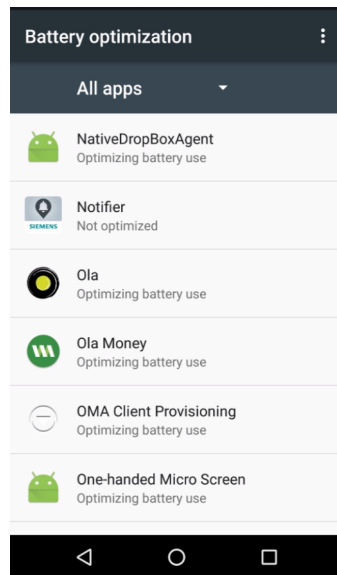 Battery optimization
All apps
NativeDropBoxAgent
Optimizing battery use
Notifier
SIEMENS
Not optimized
Ola
Optimizing battery use
Ola Money
Optimizing battery use
OMA Client Provisioning
Optimizing battery use
One-handed Micro Screen
Optimizing battery use